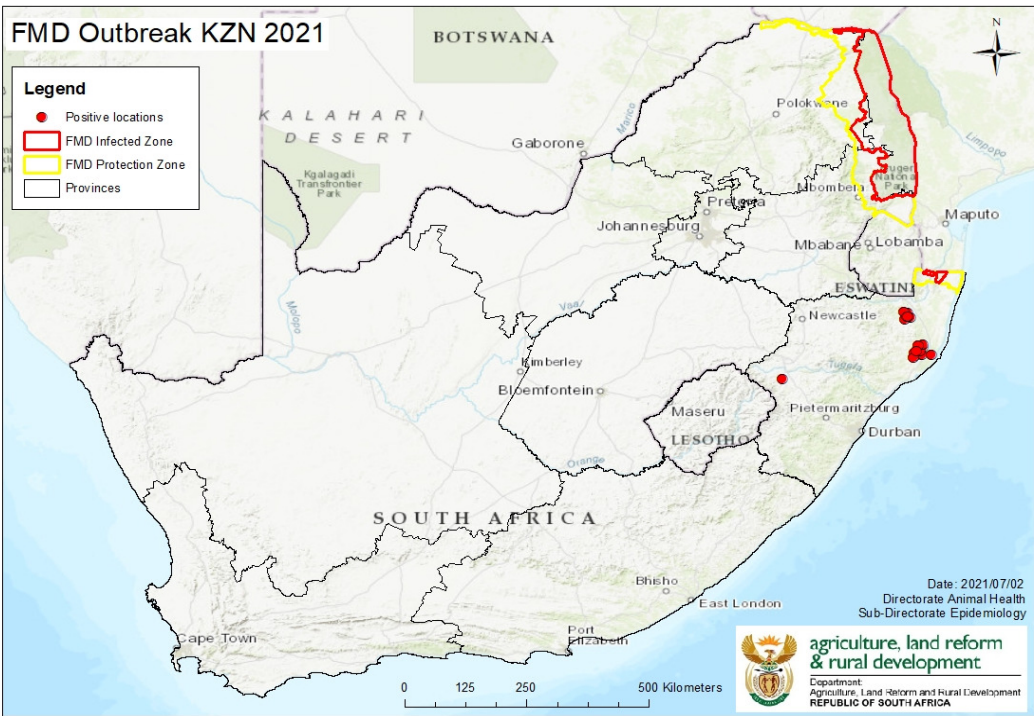 FMD Outbreak KZN 2021
BOTSWANA
N
Legend
Positive locations
FMD Infected Zone
FMD Protection Zone
Provinces
KALAHARI
DESERT
Kgalagadi
Transfrontier
Park
Gaborone
Marico
Polokwane
Limpopo
National
Park
Mbombela
Pretoria
Johannesburg
Maputo
Mbabane
Lobamba
ESWATINI
Molopo
Vaal
Newcastle
Kimberley
Bloemfontein
Tugela
Maseru
LESOTHO
Pietermaritzburg
Durban
Orange
SOUTH AFRICA
Bhisho
East London
Port
Elizabeth
Cape Town
Date: 2021/07/02
Directorate Animal Health
Sub-Directorate Epidemiology
0 125 250 500 Kilometers
agriculture, land reform
& rural development
Department:
Agriculture, Land Reform and Rural Development
REPUBLIC OF SOUTH AFRICA